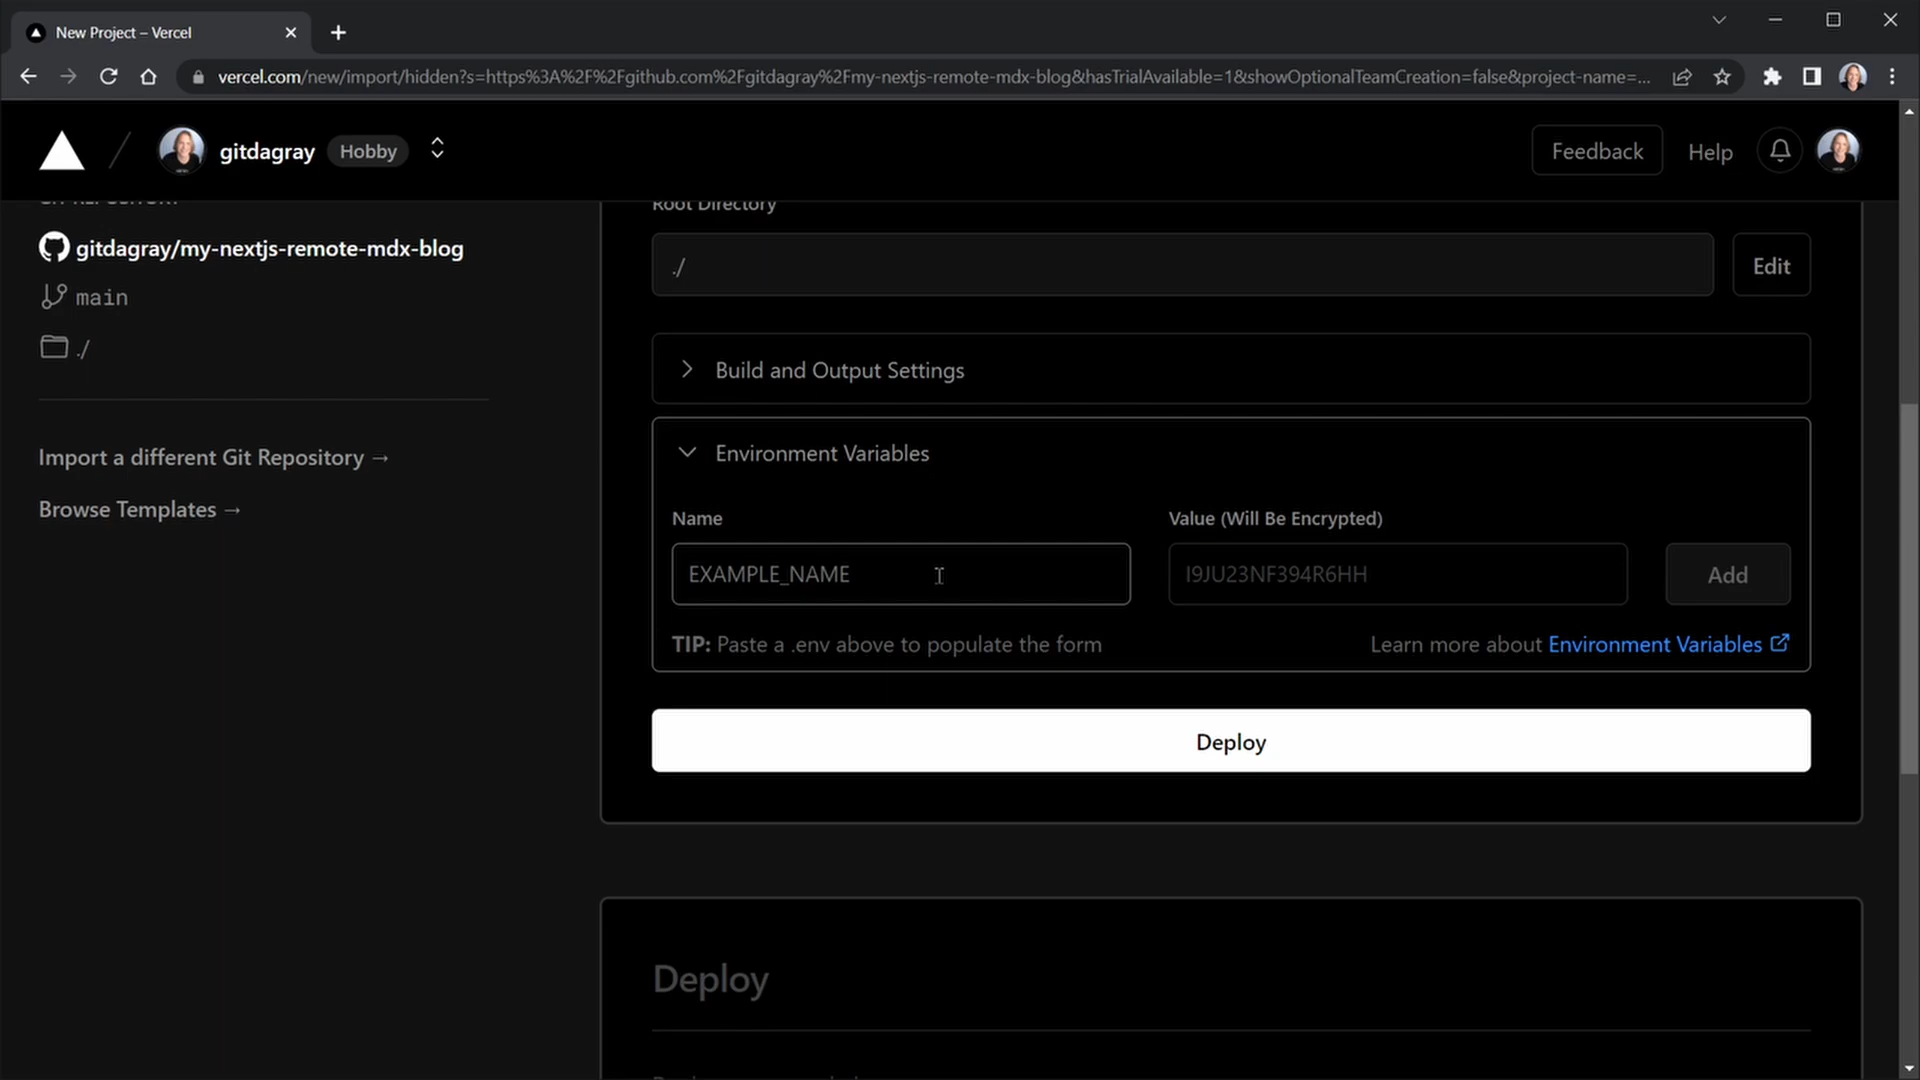 New Project – Vercel
vercel.com/new/import/hidden?s=https%3A%2F%2Fgithub.com%2Fgitdagray%2Fmy-nextjs-remote-mdx-blog&hasTrialAvailable=1&showOptionalTeamCreation=false&project-name=...
gitdagray
Hobby
Feedback
Help
gitdagray/my-nextjs-remote-mdx-blog
main
./
Import a different Git Repository →
Browse Templates →
Root Directory
./
Edit
Build and Output Settings
Environment Variables
Name
Value (Will Be Encrypted)
EXAMPLE_NAME
I9JU23NF394R6HH
Add
TIP: Paste a .env above to populate the form
Learn more about Environment Variables
Deploy
Deploy